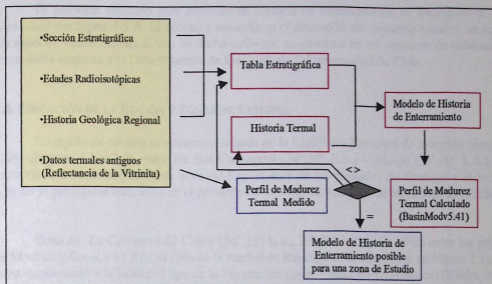 •Sección Estratigráfica
•Edades Radioisotópicas
•Historia Geológica Regional
•Datos termales antiguos
(Reflectancia de la Vitrinita)
Tabla Estratigráfica
Historia Termal
Modelo de Historia
de Enterramiento
<>
Perfil de Madurez
Termal Medido
Perfil de Madurez
Termal Calculado
(BasinModv5.41)
=
Modelo de Historia de
Enterramiento posible
para una zona de Estudio